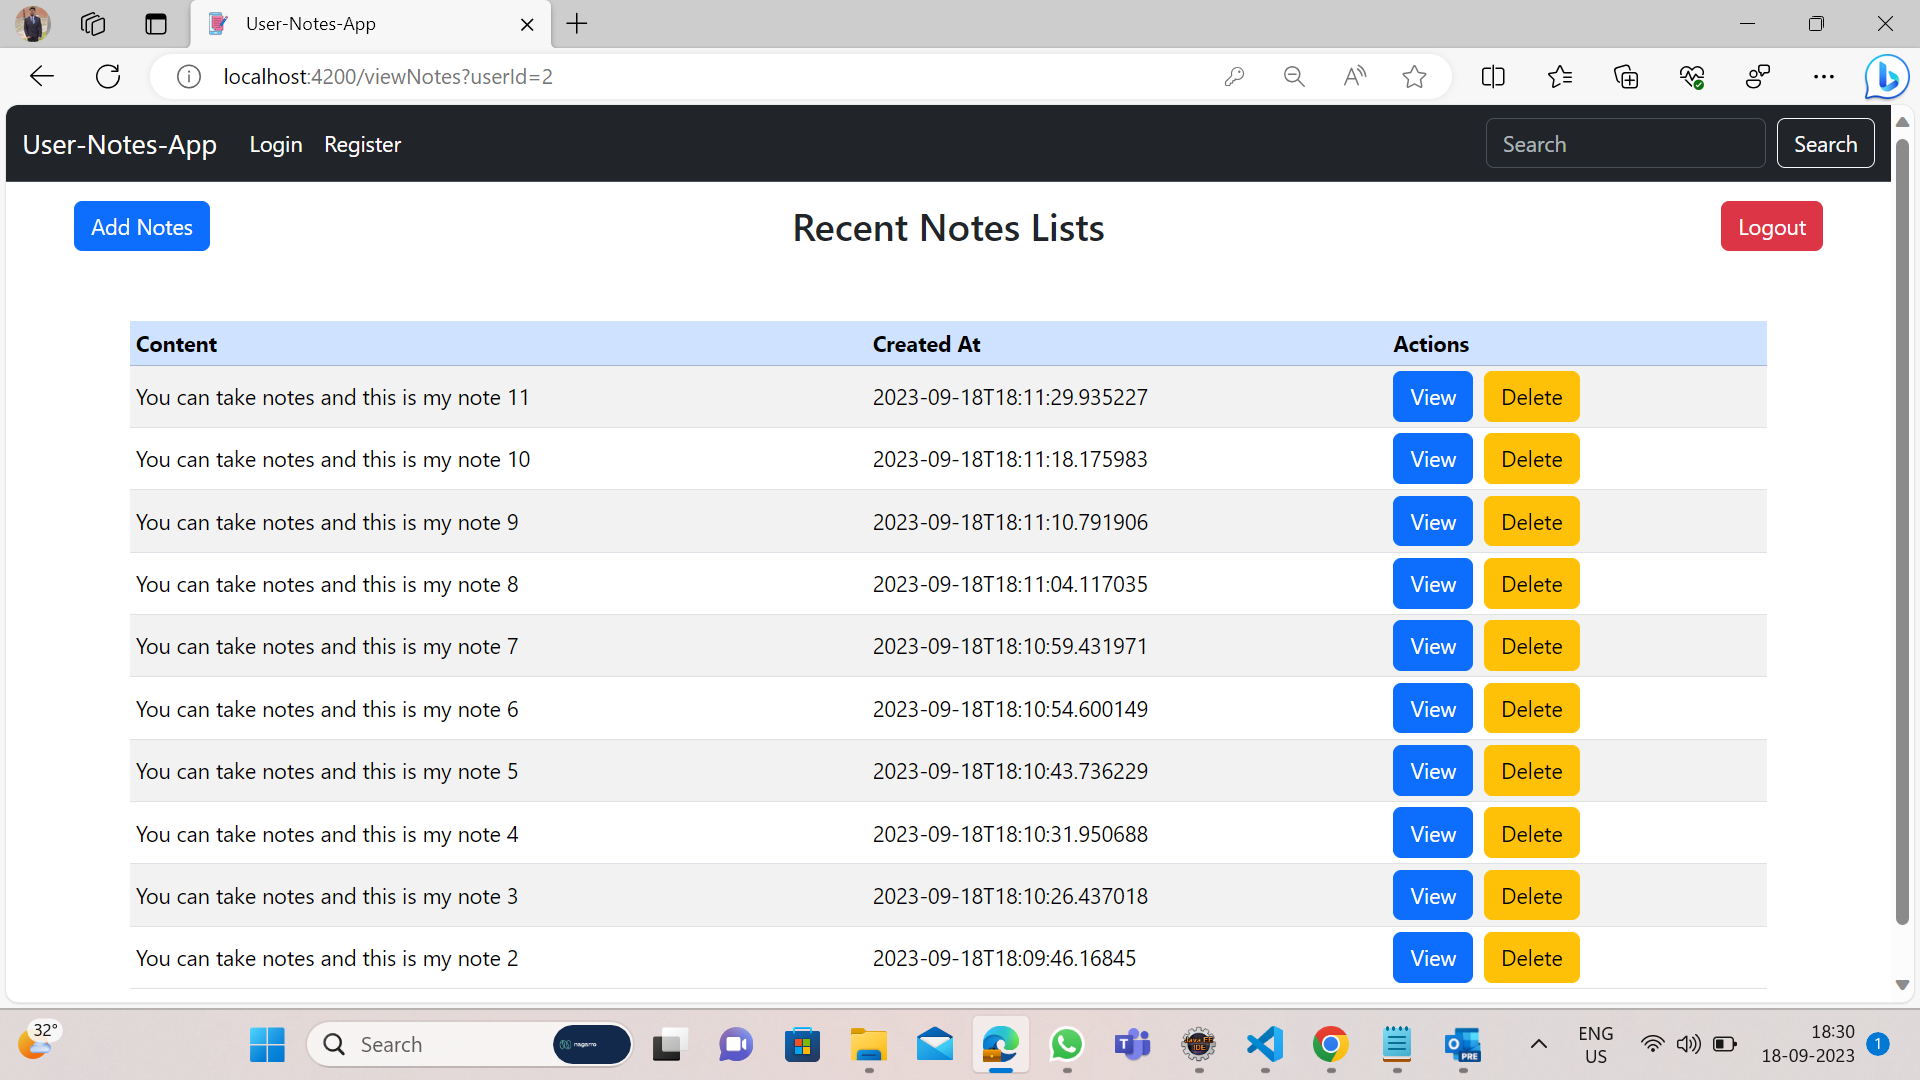 User-Notes-App
localhost:4200/viewNotes?userId=2
User-Notes-App Login Register Search Search
Add Notes Recent Notes Lists Logout
Content Created At Actions
You can take notes and this is my note 11 2023-09-18T18:11:29.935227 View Delete
You can take notes and this is my note 10 2023-09-18T18:11:18.175983 View Delete
You can take notes and this is my note 9 2023-09-18T18:11:10.791906 View Delete
You can take notes and this is my note 8 2023-09-18T18:11:04.117035 View Delete
You can take notes and this is my note 7 2023-09-18T18:10:59.431971 View Delete
You can take notes and this is my note 6 2023-09-18T18:10:54.600149 View Delete
You can take notes and this is my note 5 2023-09-18T18:10:43.736229 View Delete
You can take notes and this is my note 4 2023-09-18T18:10:31.950688 View Delete
You can take notes and this is my note 3 2023-09-18T18:10:26.437018 View Delete
You can take notes and this is my note 2 2023-09-18T18:09:46.16845 View Delete
32° Search nagarro Java EE IDE PRE ENG 18:30
US 18-09-2023 1